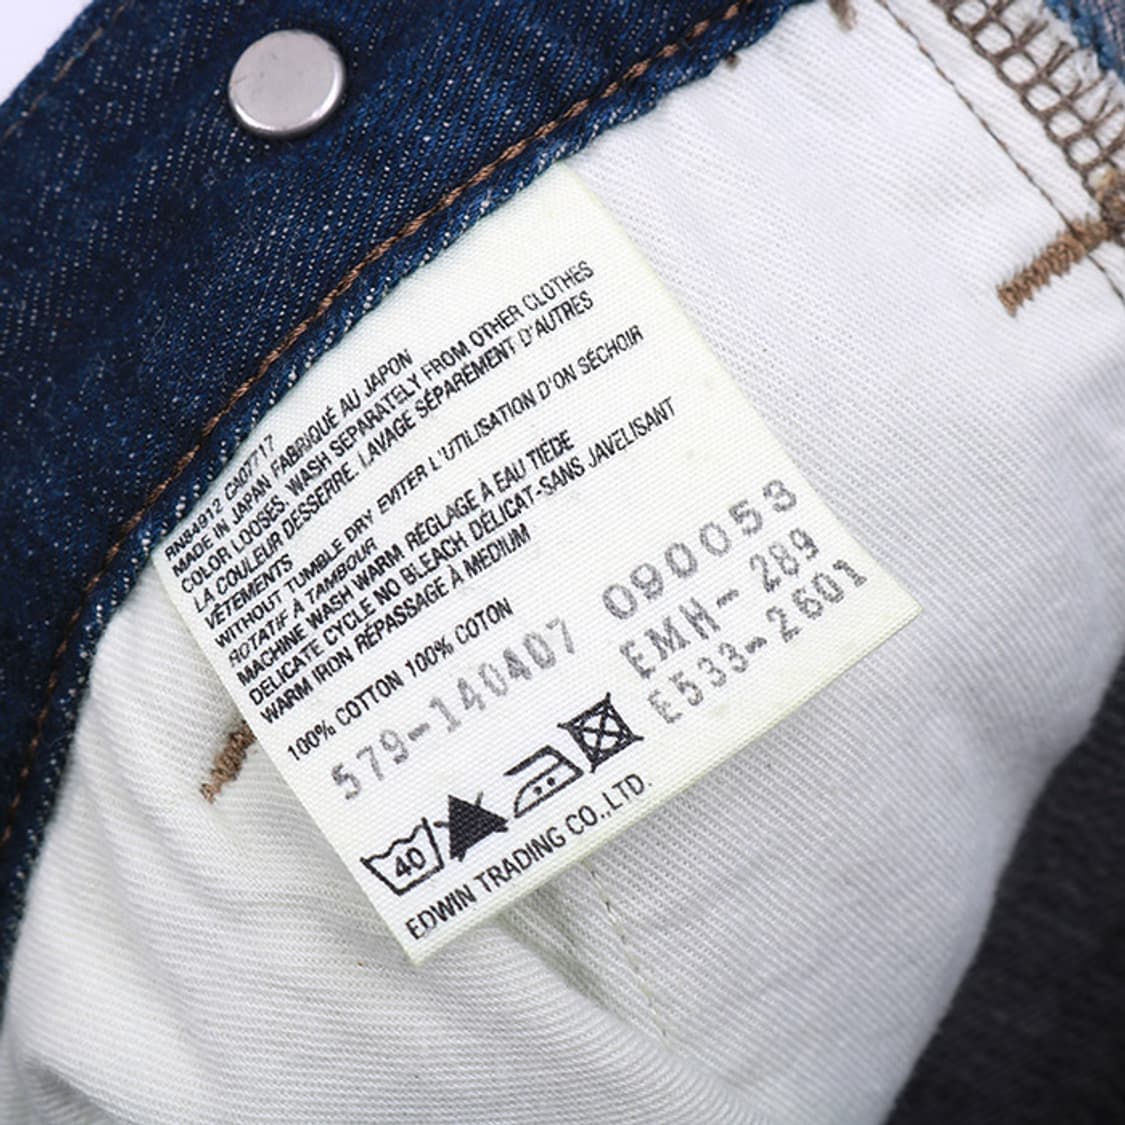 RN84912 CA07717
MADE IN JAPAN FABRIQUÉ AU JAPON
COLOR LOOSES. WASH SEPARATELY FROM OTHER CLOTHES
LA COULEUR DESSERRE. LAVAGE SÉPARÉMENT D'AUTRES
VÊTEMENTS
WITHOUT TUMBLE DRY EVITER L'UTILISATION D'ON SÉCHOIR
ROTATIF À TAMBOUR
MACHINE WASH WARM RÉGLAGE À EAU TIÉDE
DELICATE CYCLE NO BLEACH DÉLICAT-SANS JAVELISANT
WARM IRON RÉPASSAGE À MEDIUM
100% COTTON 100% COTON
579-140407 090053
EMH-289
E533-2601
40
EDWIN TRADING CO.,LTD.